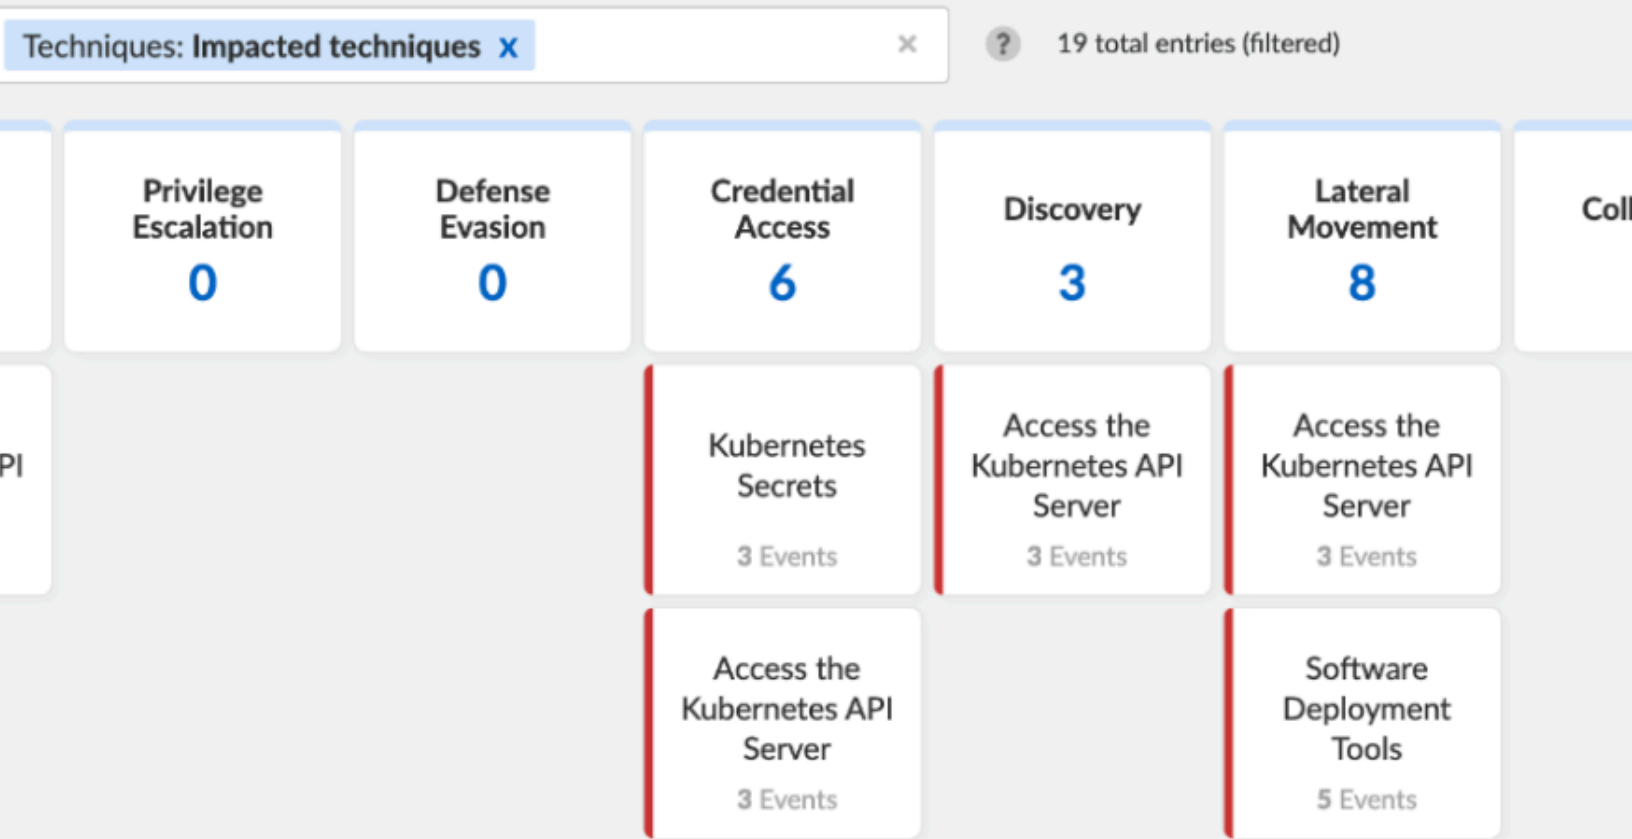 Techniques: Impacted techniques x × ? 19 total entries (filtered)
Privilege
Escalation
0
Defense
Evasion
0
Credential
Access
6
Discovery
3
Lateral
Movement
8
Coll
PI
Kubernetes
Secrets
3 Events
Access the
Kubernetes API
Server
3 Events
Access the
Kubernetes API
Server
3 Events
Access the
Kubernetes API
Server
3 Events
Software
Deployment
Tools
5 Events